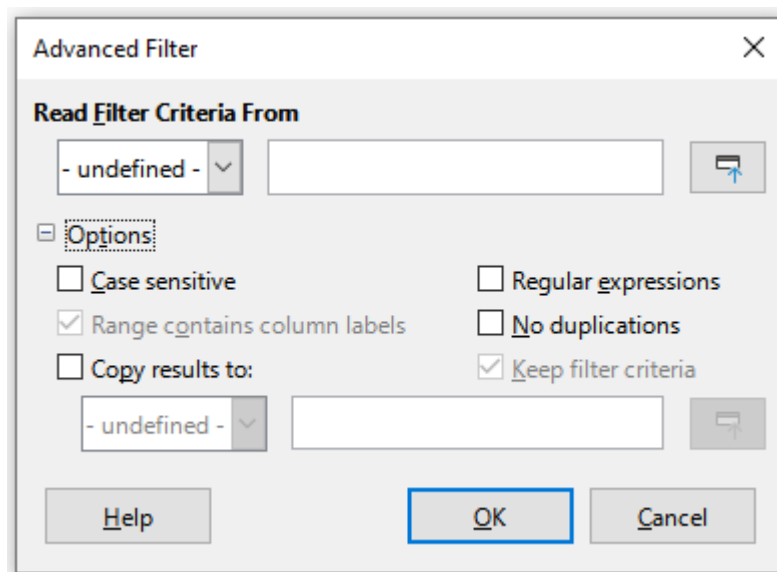 Advanced Filter
Read Filter Criteria From
- undefined -
Options
Case sensitive
Regular expressions
Range contains column labels
No duplications
Copy results to:
Keep filter criteria
- undefined -
Help
OK
Cancel